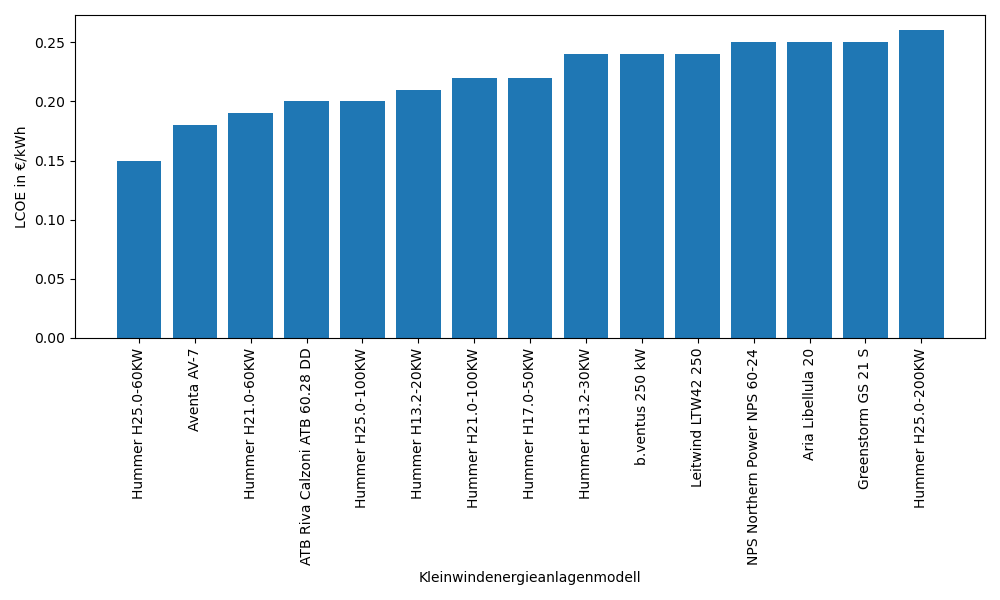 LCOE in €/kWh
0.25
0.20
0.15
0.10
0.05
0.00
Hummer H25.0-60KW
Aventa AV-7
Hummer H21.0-60KW
ATB Riva Calzoni ATB 60.28 DD
Hummer H25.0-100KW
Hummer H13.2-20KW
Hummer H21.0-100KW
Hummer H17.0-50KW
Hummer H13.2-30KW
b.ventus 250 kW
Leitwind LTW42 250
NPS Northern Power NPS 60-24
Aria Libellula 20
Greenstorm GS 21 S
Hummer H25.0-200KW
Kleinwindenergieanlagenmodell